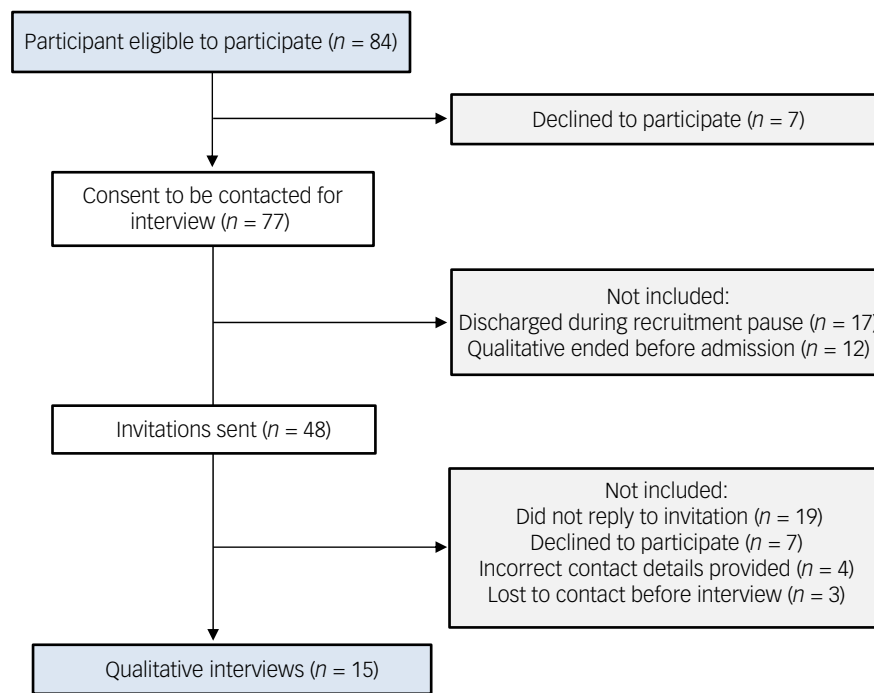 Participant eligible to participate (n = 84)
Declined to participate (n = 7)
Consent to be contacted for
interview (n = 77)
Not included:
Discharged during recruitment pause (n = 17)
Qualitative ended before admission (n = 12)
Invitations sent (n = 48)
Not included:
Did not reply to invitation (n = 19)
Declined to participate (n = 7)
Incorrect contact details provided (n = 4)
Lost to contact before interview (n = 3)
Qualitative interviews (n = 15)